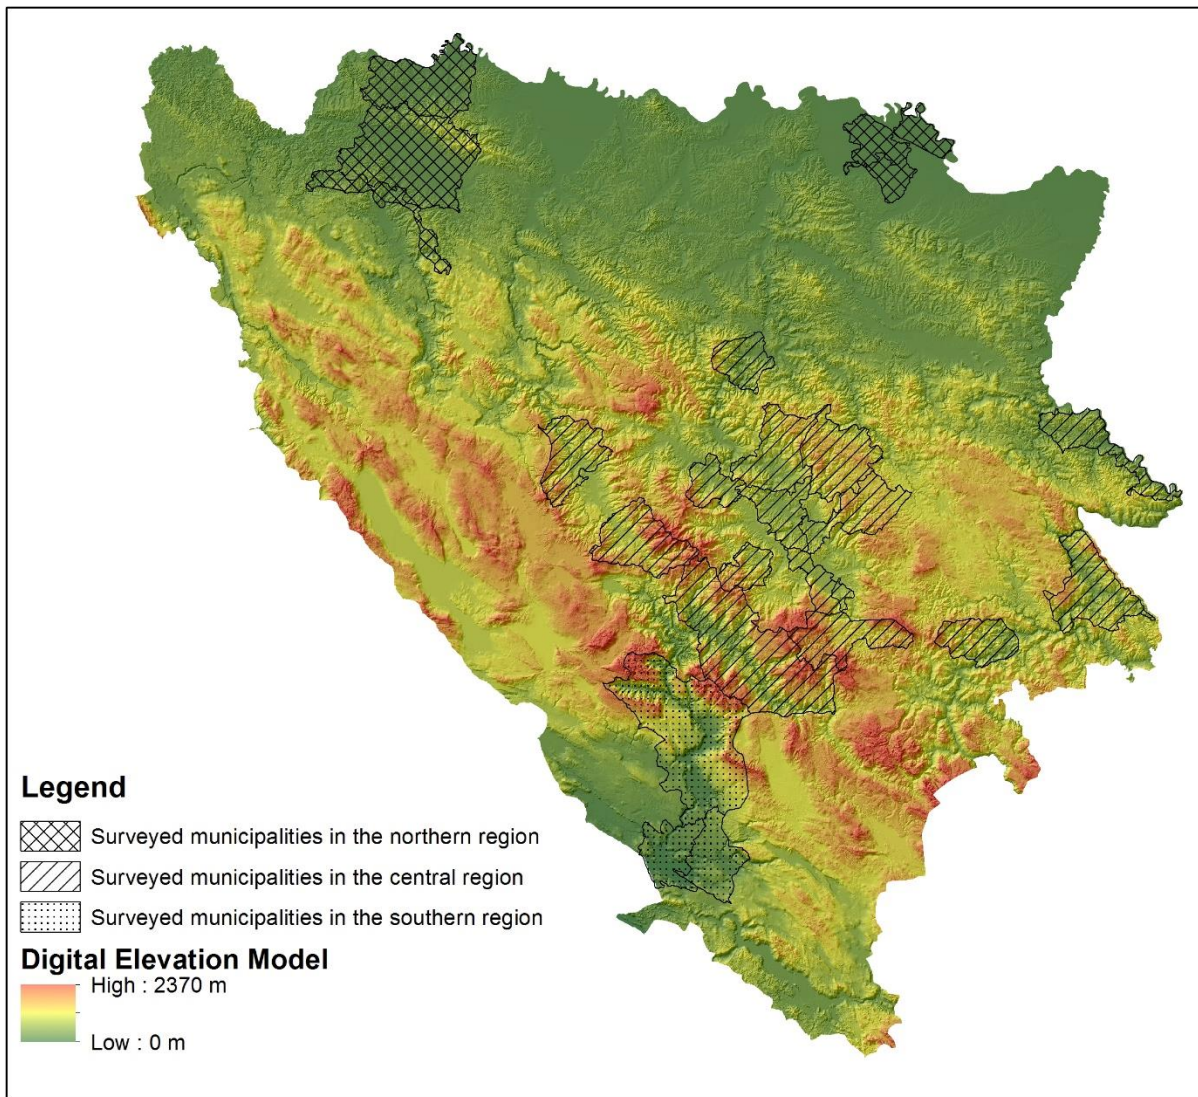 Legend
Surveyed municipalities in the northern region
Surveyed municipalities in the central region
Surveyed municipalities in the southern region
Digital Elevation Model
High : 2370 m
Low : 0 m